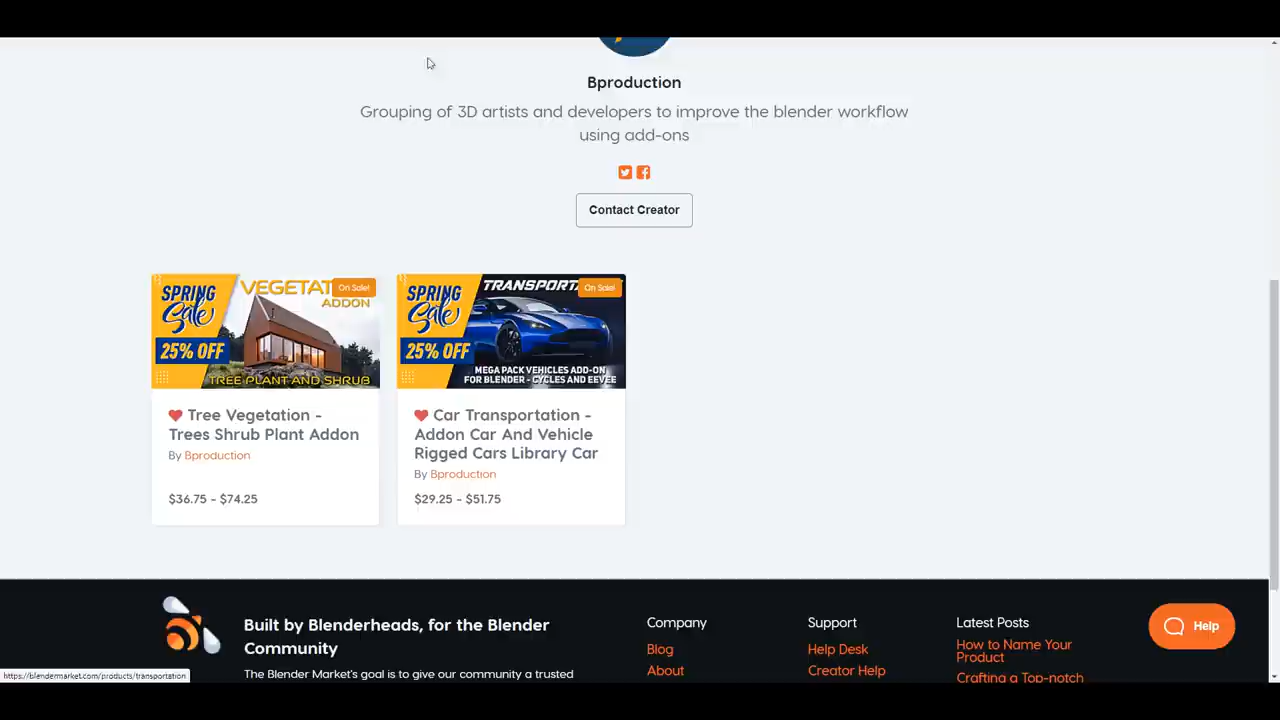 Bproduction
Grouping of 3D artists and developers to improve the blender workflow
using add-ons
Contact Creator
SPRING
Sale
25% OFF
VEGETAT
On Sale!
ADDON
TREE PLANT AND SHRUB
SPRING
Sale
25% OFF
TRANSPORT
On Sale!
MEGA PACK VEHICLES ADD-ON
FOR BLENDER - CYCLES AND EEVEE
Tree Vegetation -
Trees Shrub Plant Addon
By Bproduction
$36.75 - $74.25
Car Transportation -
Addon Car And Vehicle
Rigged Cars Library Car
By Bproduction
$29.25 - $51.75
Built by Blenderheads, for the Blender
Community
The Blender Market's goal is to give our community a trusted
Company
Blog
About
Support
Help Desk
Creator Help
Latest Posts
How to Name Your
Product
Crafting a Top-notch
Help
https://blendermarket.com/products/transportation